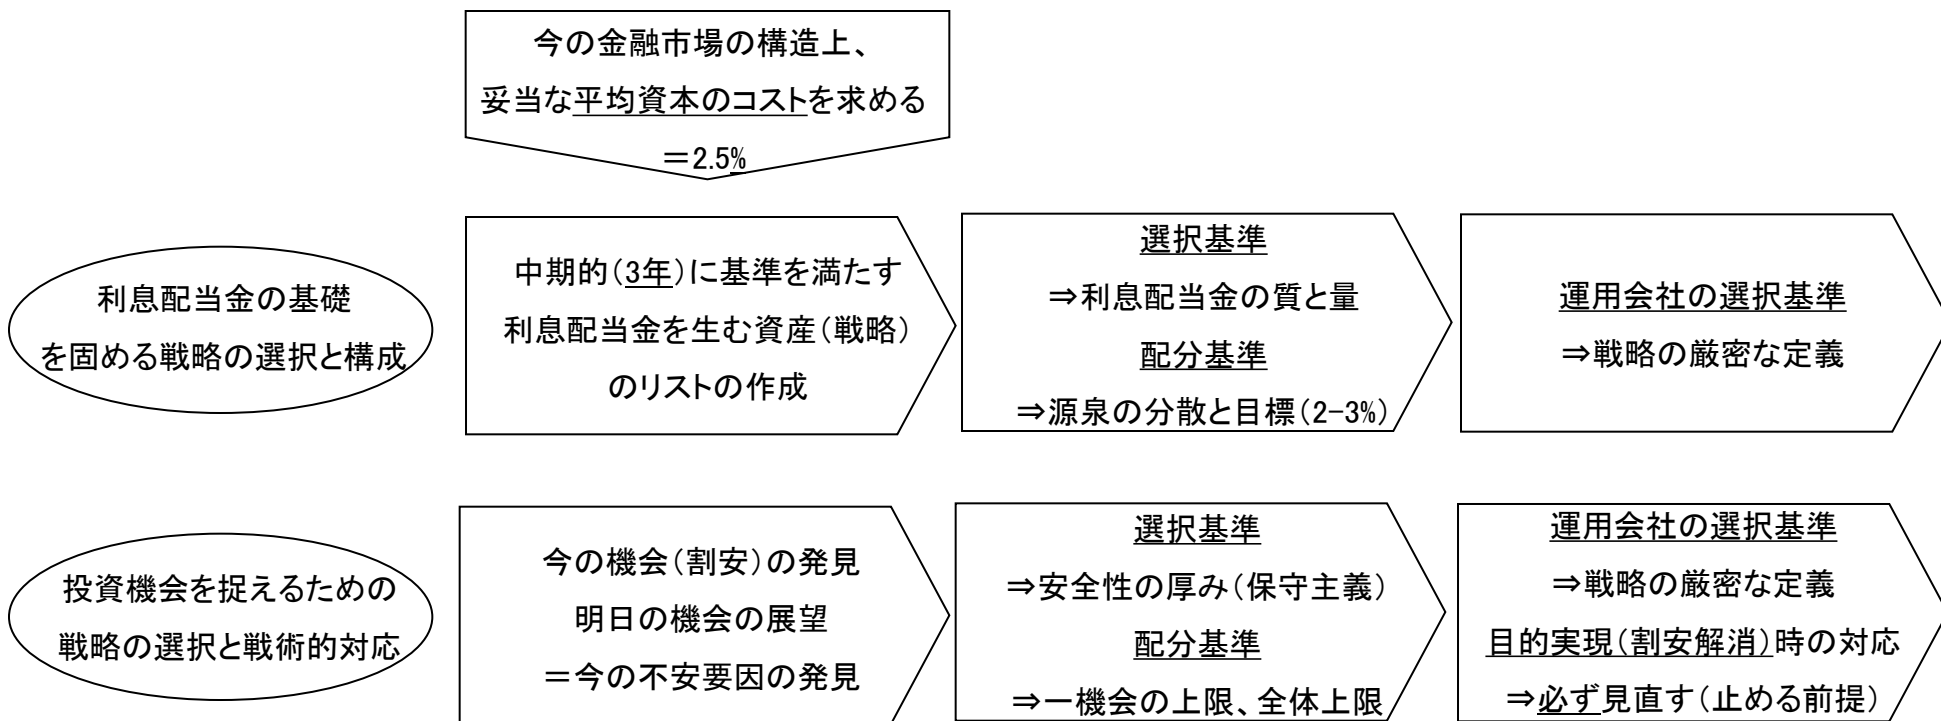 今の金融市場の構造上、
妥当な平均資本のコストを求める
＝2.5%
利息配当金の基礎
を固める戦略の選択と構成
中期的（3年）に基準を満たす
利息配当金を生む資産（戦略）
のリストの作成
選択基準
⇒利息配当金の質と量
配分基準
⇒源泉の分散と目標（2-3%）
運用会社の選択基準
⇒戦略の厳密な定義
投資機会を捉えるための
戦略の選択と戦術的対応
今の機会（割安）の発見
明日の機会の展望
＝今の不安要因の発見
選択基準
⇒安全性の厚み（保守主義）
配分基準
⇒一機会の上限、全体上限
運用会社の選択基準
⇒戦略の厳密な定義
目的実現（割安解消）時の対応
⇒必ず見直す（止める前提）